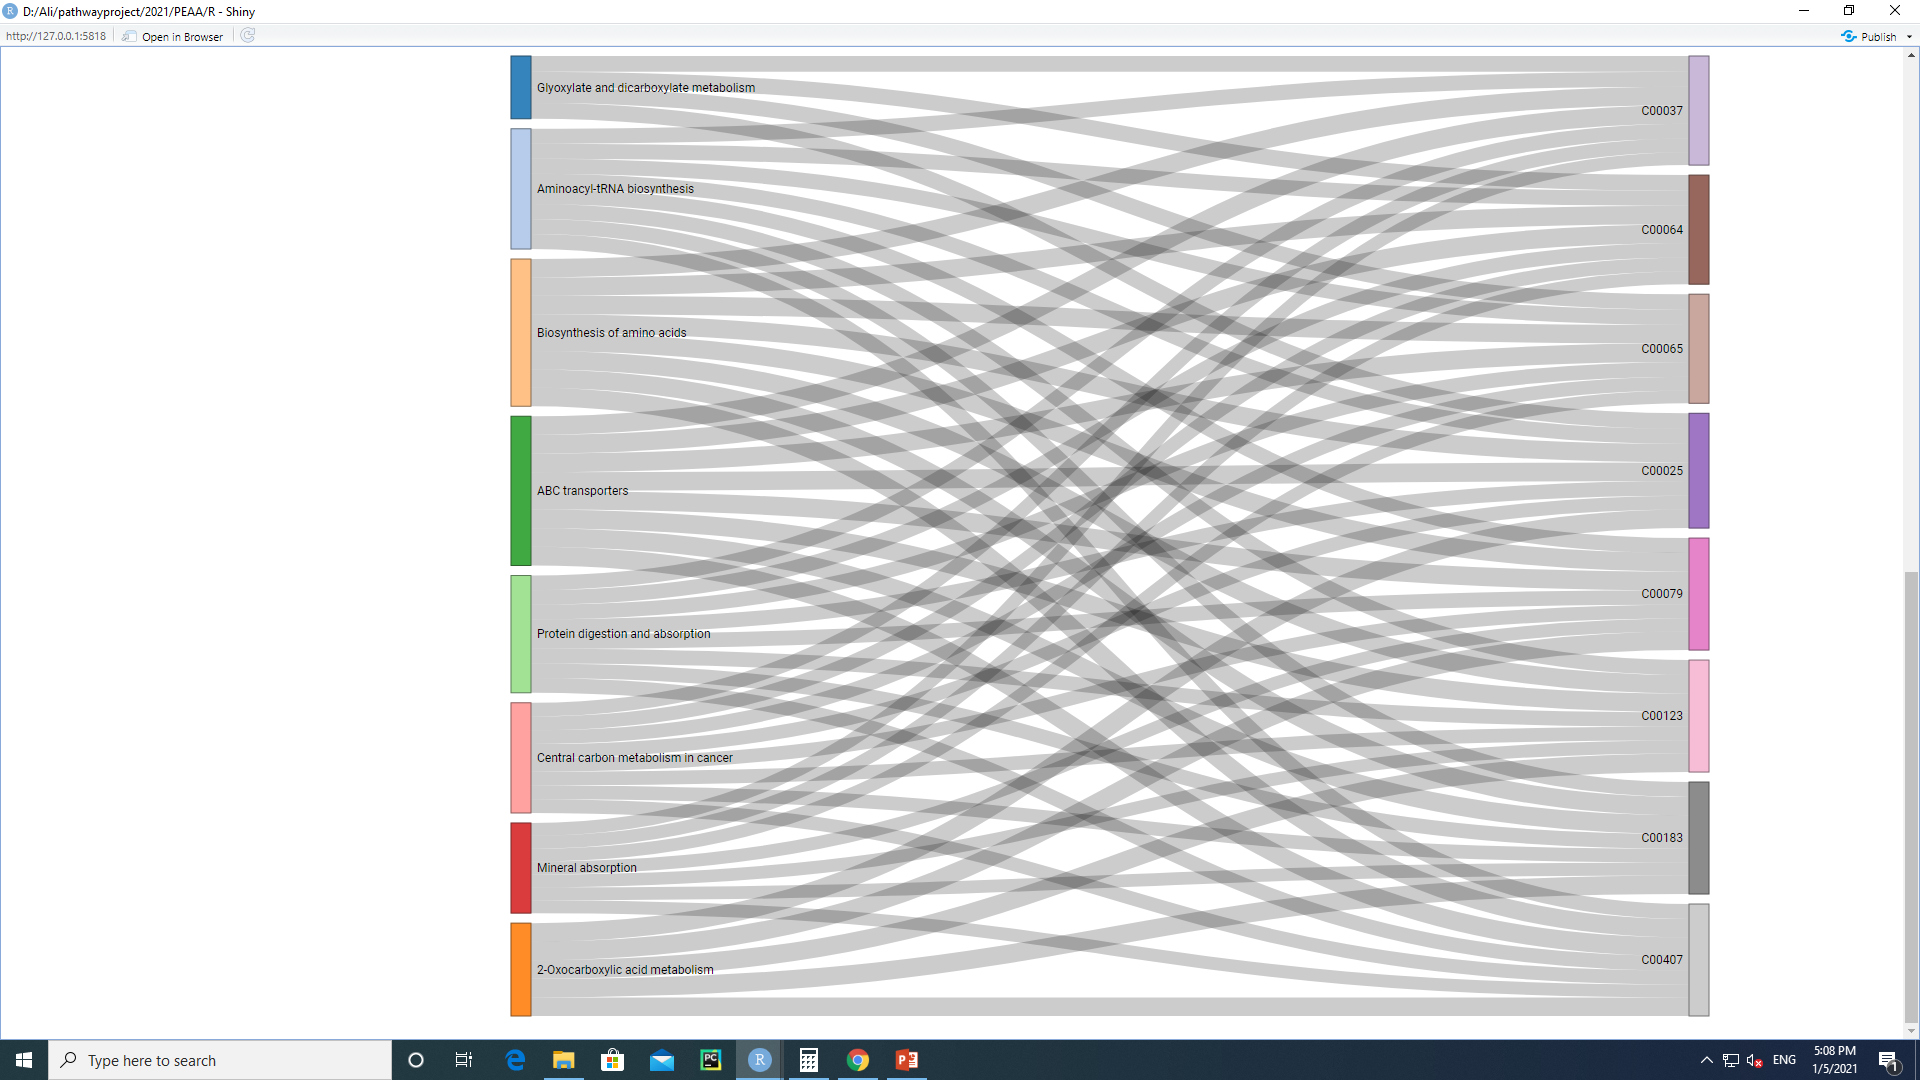 D:/Ali/pathwayproject/2021/PEAA/R - Shiny
http://127.0.0.1:5818 Open in Browser Publish
Glyoxylate and dicarboxylate metabolism
Aminoacyl-tRNA biosynthesis
Biosynthesis of amino acids
ABC transporters
Protein digestion and absorption
Central carbon metabolism in cancer
Mineral absorption
2-Oxocarboxylic acid metabolism
C00037
C00064
C00065
C00025
C00079
C00123
C00183
C00407
Type here to search
ENG
5:08 PM
1/5/2021
1